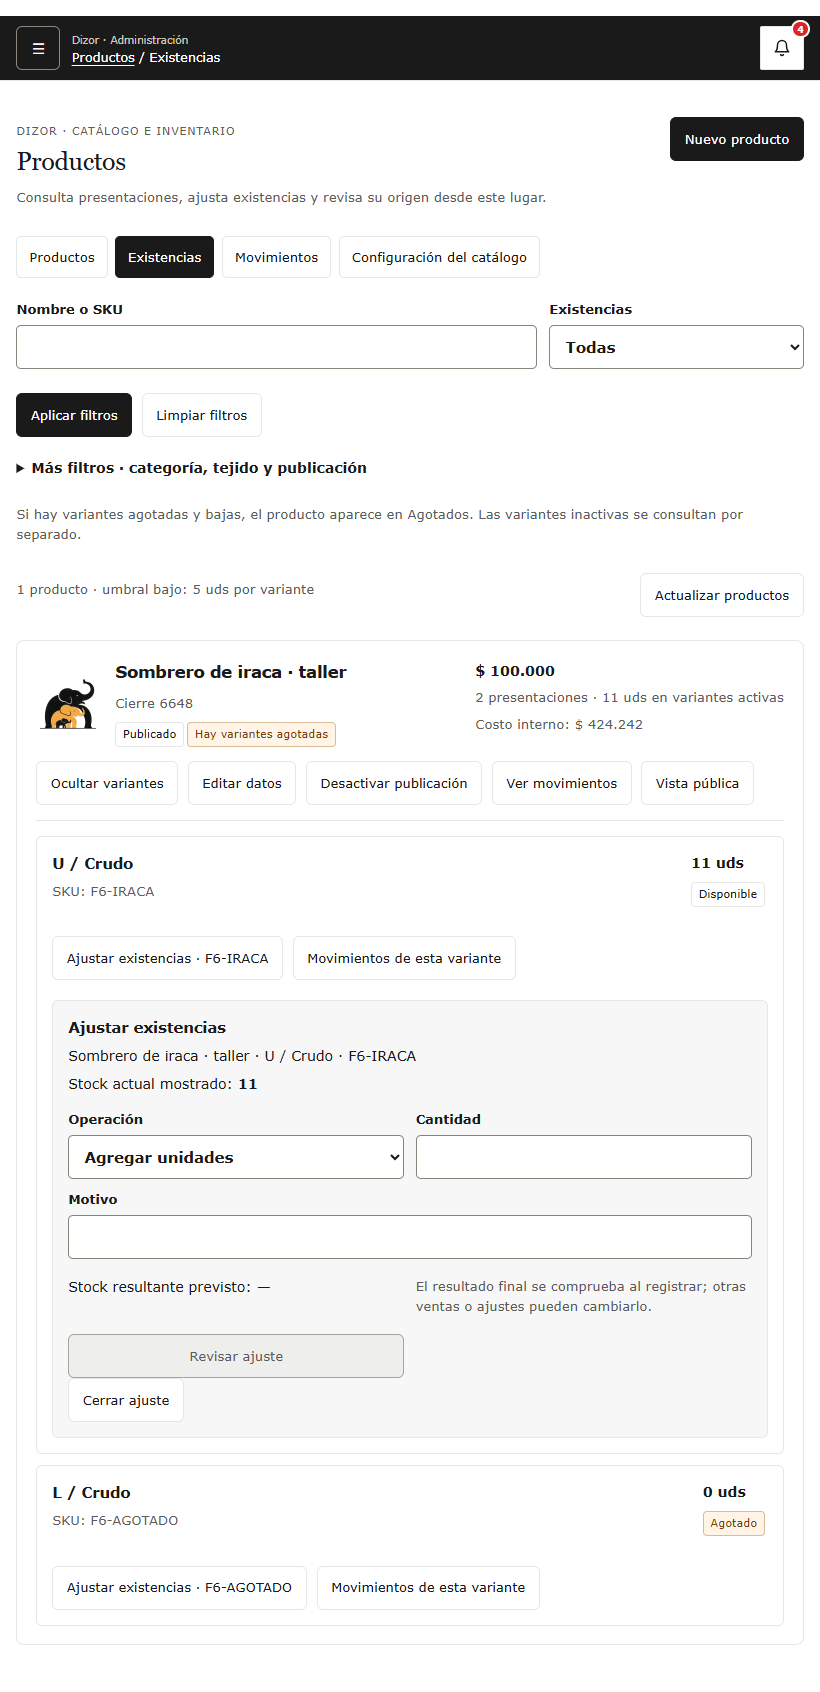 Dizor · Administración
Productos / Existencias
4
DIZOR · CATÁLOGO E INVENTARIO
Productos
Nuevo producto
Consulta presentaciones, ajusta existencias y revisa su origen desde este lugar.
Productos Existencias Movimientos Configuración del catálogo
Nombre o SKU Existencias
Todas
Aplicar filtros Limpiar filtros
Más filtros · categoría, tejido y publicación
Si hay variantes agotadas y bajas, el producto aparece en Agotados. Las variantes inactivas se consultan por
separado.
1 producto · umbral bajo: 5 uds por variante
Actualizar productos
Sombrero de iraca · taller
Cierre 6648
Publicado Hay variantes agotadas
$ 100.000
2 presentaciones · 11 uds en variantes activas
Costo interno: $ 424.242
Ocultar variantes Editar datos Desactivar publicación Ver movimientos Vista pública
U / Crudo
SKU: F6-IRACA
11 uds
Disponible
Ajustar existencias · F6-IRACA Movimientos de esta variante
Ajustar existencias
Sombrero de iraca · taller · U / Crudo · F6-IRACA
Stock actual mostrado: 11
Operación Cantidad
Agregar unidades
Motivo
Stock resultante previsto: —
El resultado final se comprueba al registrar; otras
ventas o ajustes pueden cambiarlo.
Revisar ajuste
Cerrar ajuste
L / Crudo
SKU: F6-AGOTADO
0 uds
Agotado
Ajustar existencias · F6-AGOTADO Movimientos de esta variante